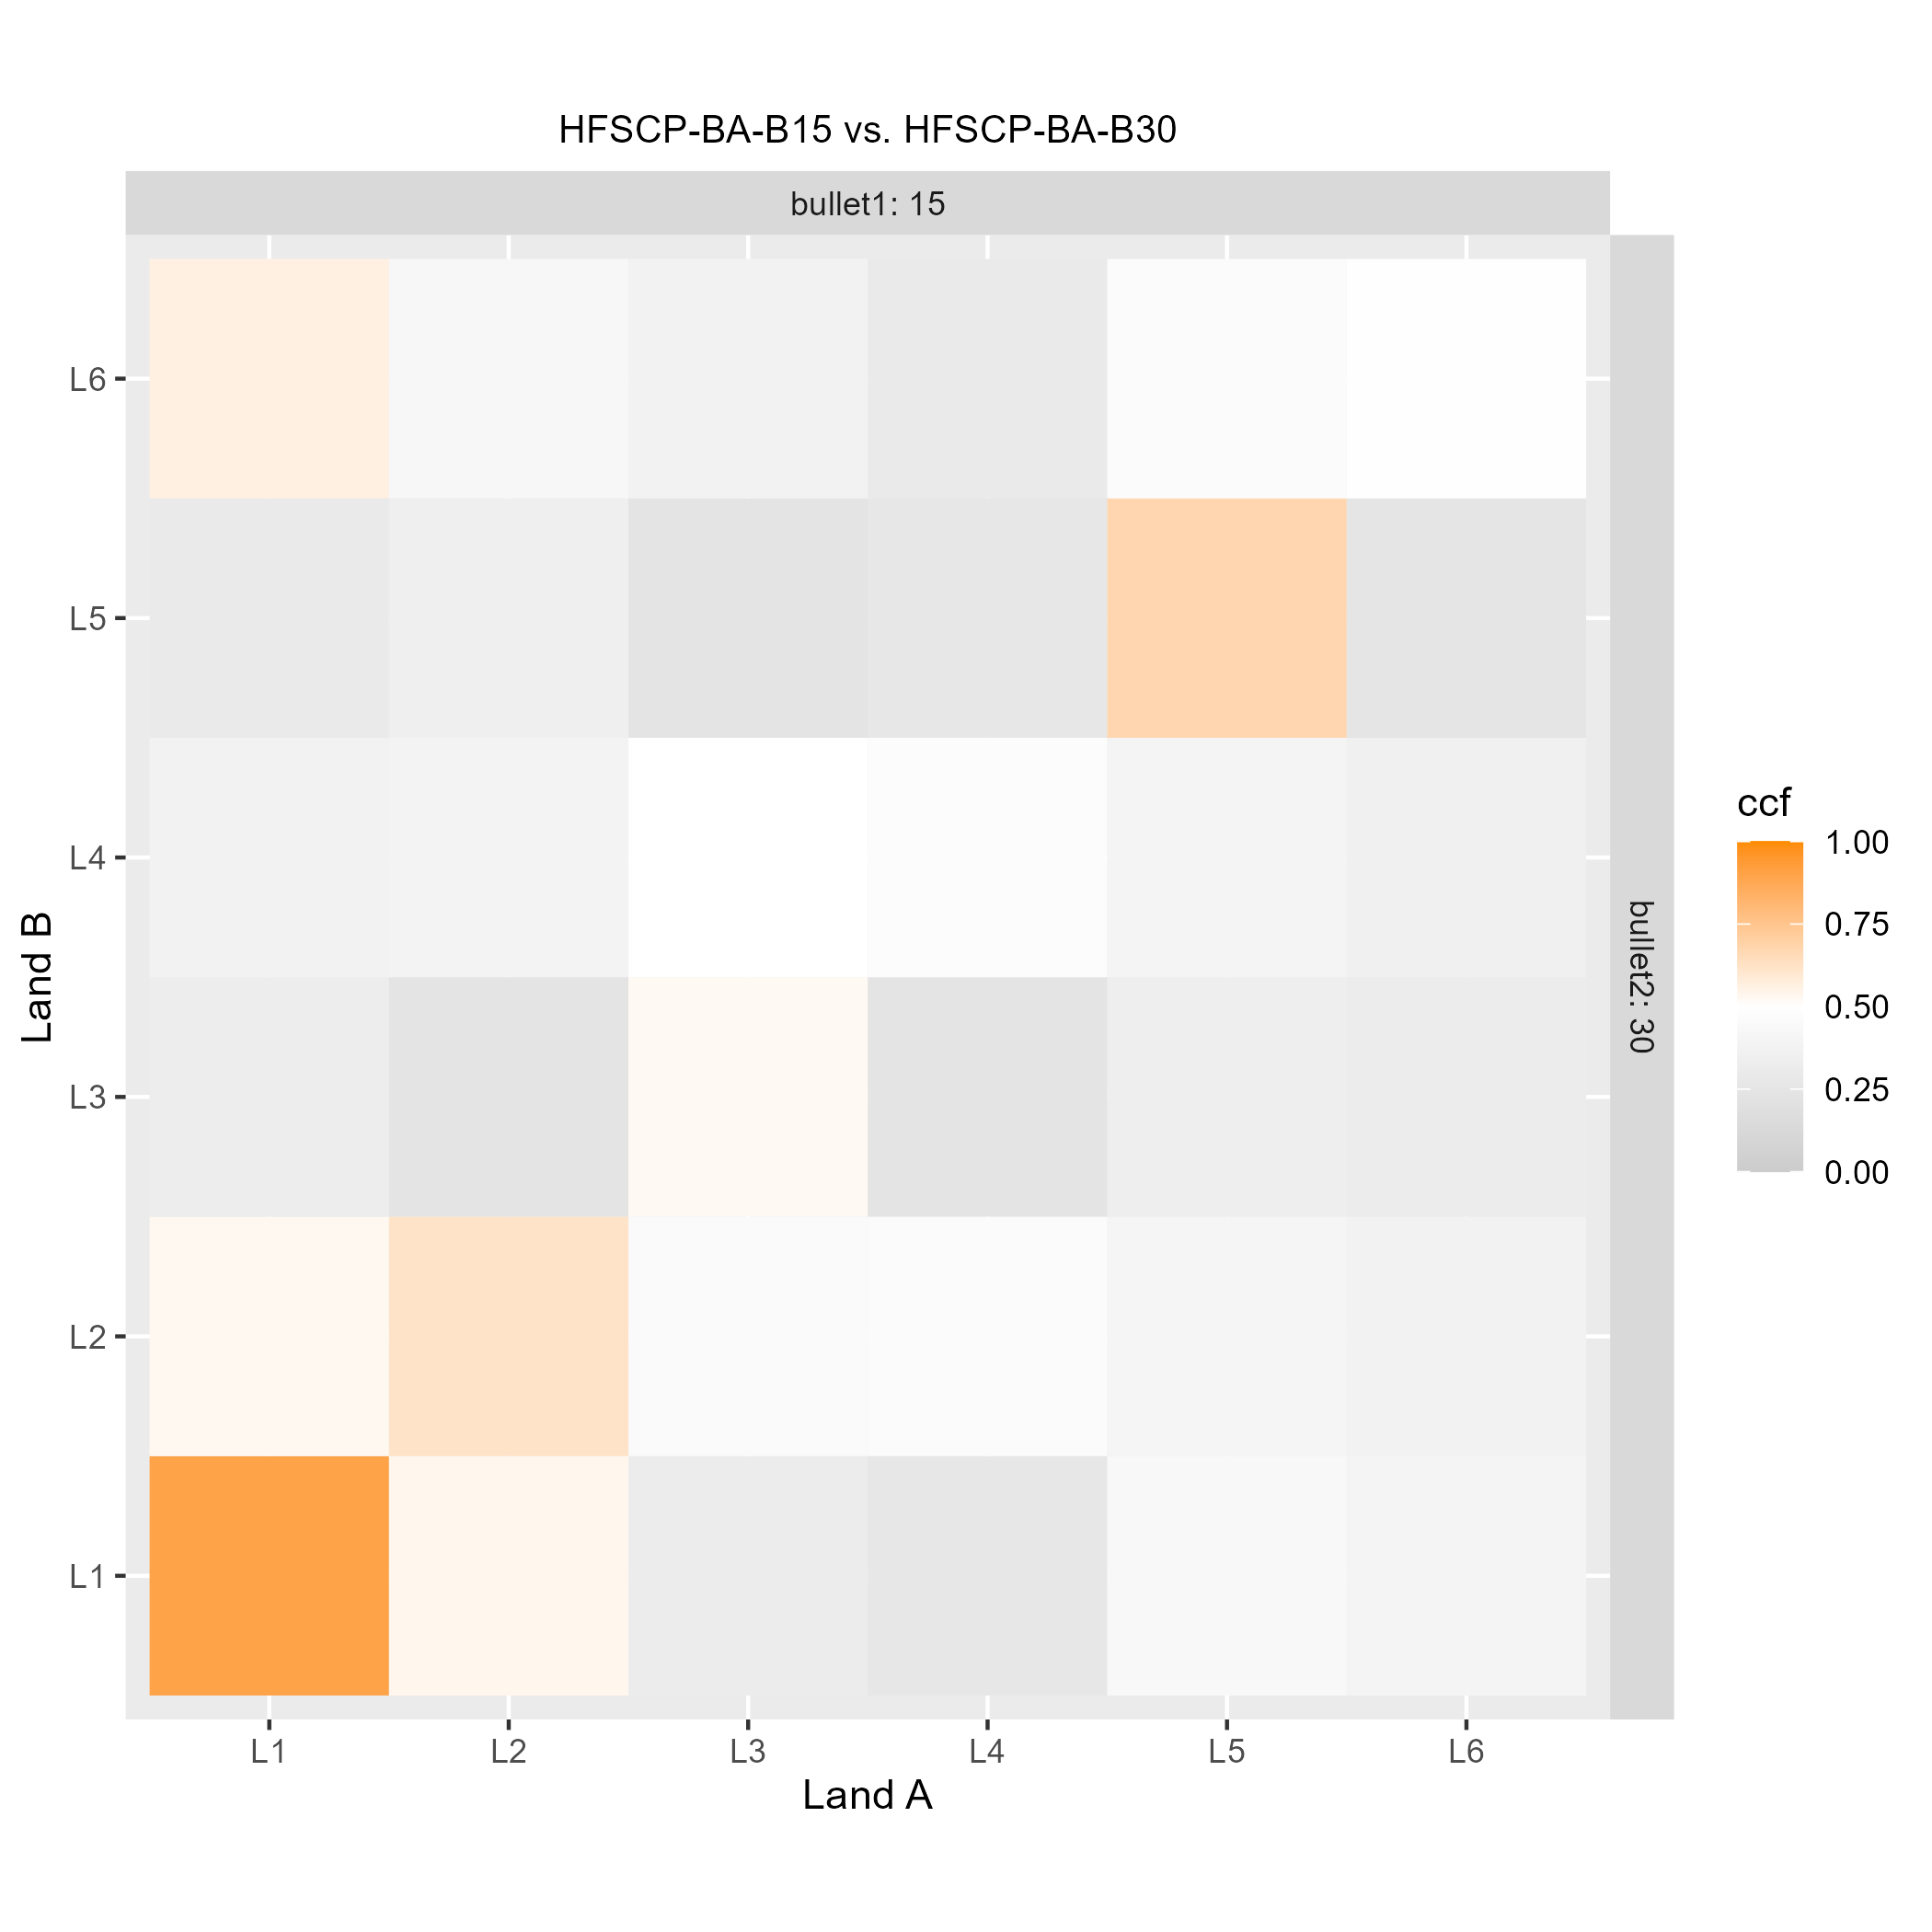 HFSCP-BA-B15 vs. HFSCP-BA-B30
bullet1: 15
L6
L5
L4
L3
L2
L1
Land B
bullet2: 30
L1 L2 L3 L4 L5 L6
Land A
ccf
1.00
0.75
0.50
0.25
0.00